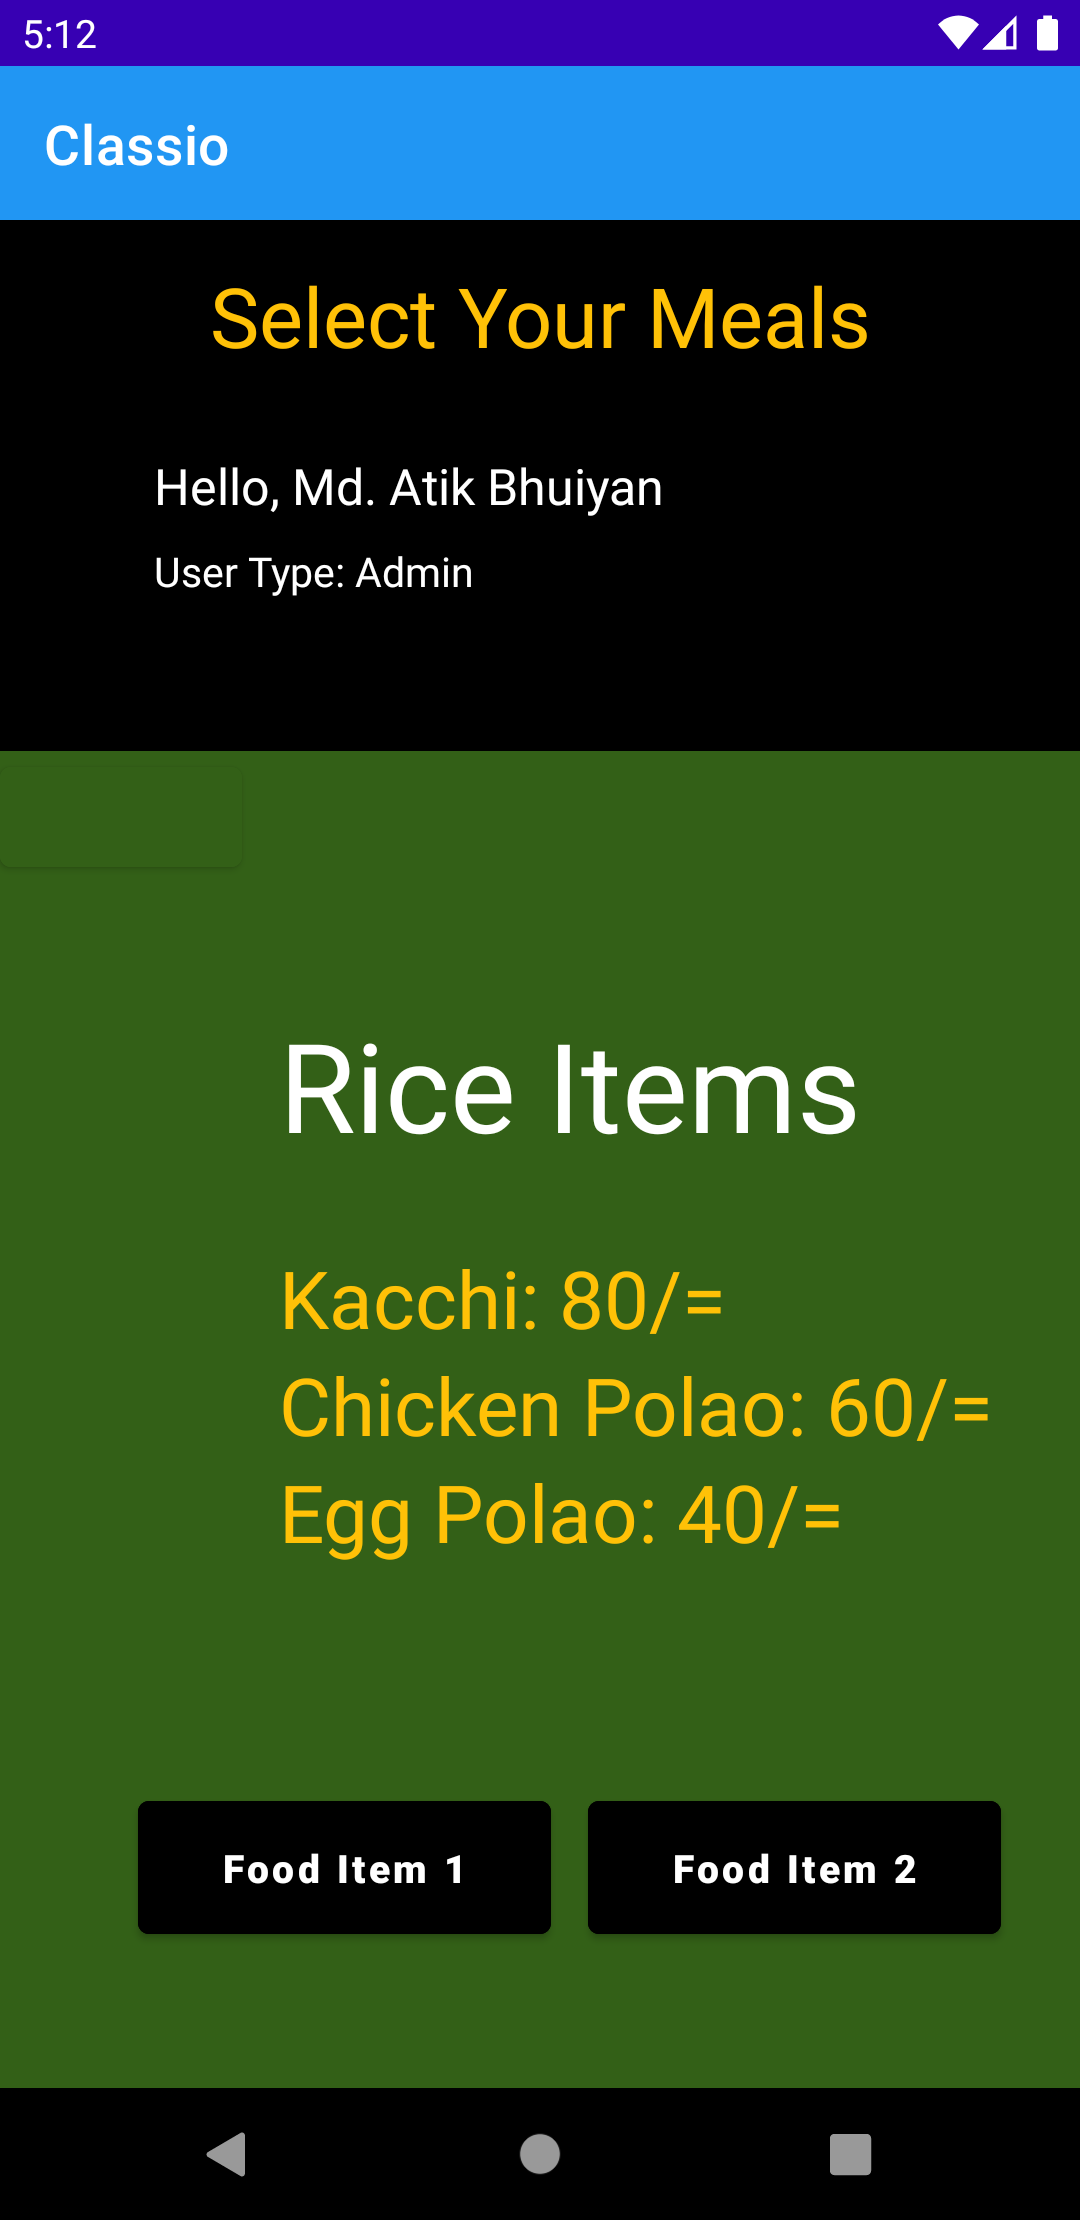 5:12
Classio
Select Your Meals
Hello, Md. Atik Bhuiyan
User Type: Admin
Rice Items
Kacchi: 80/=
Chicken Polao: 60/=
Egg Polao: 40/=
Food Item 1
Food Item 2